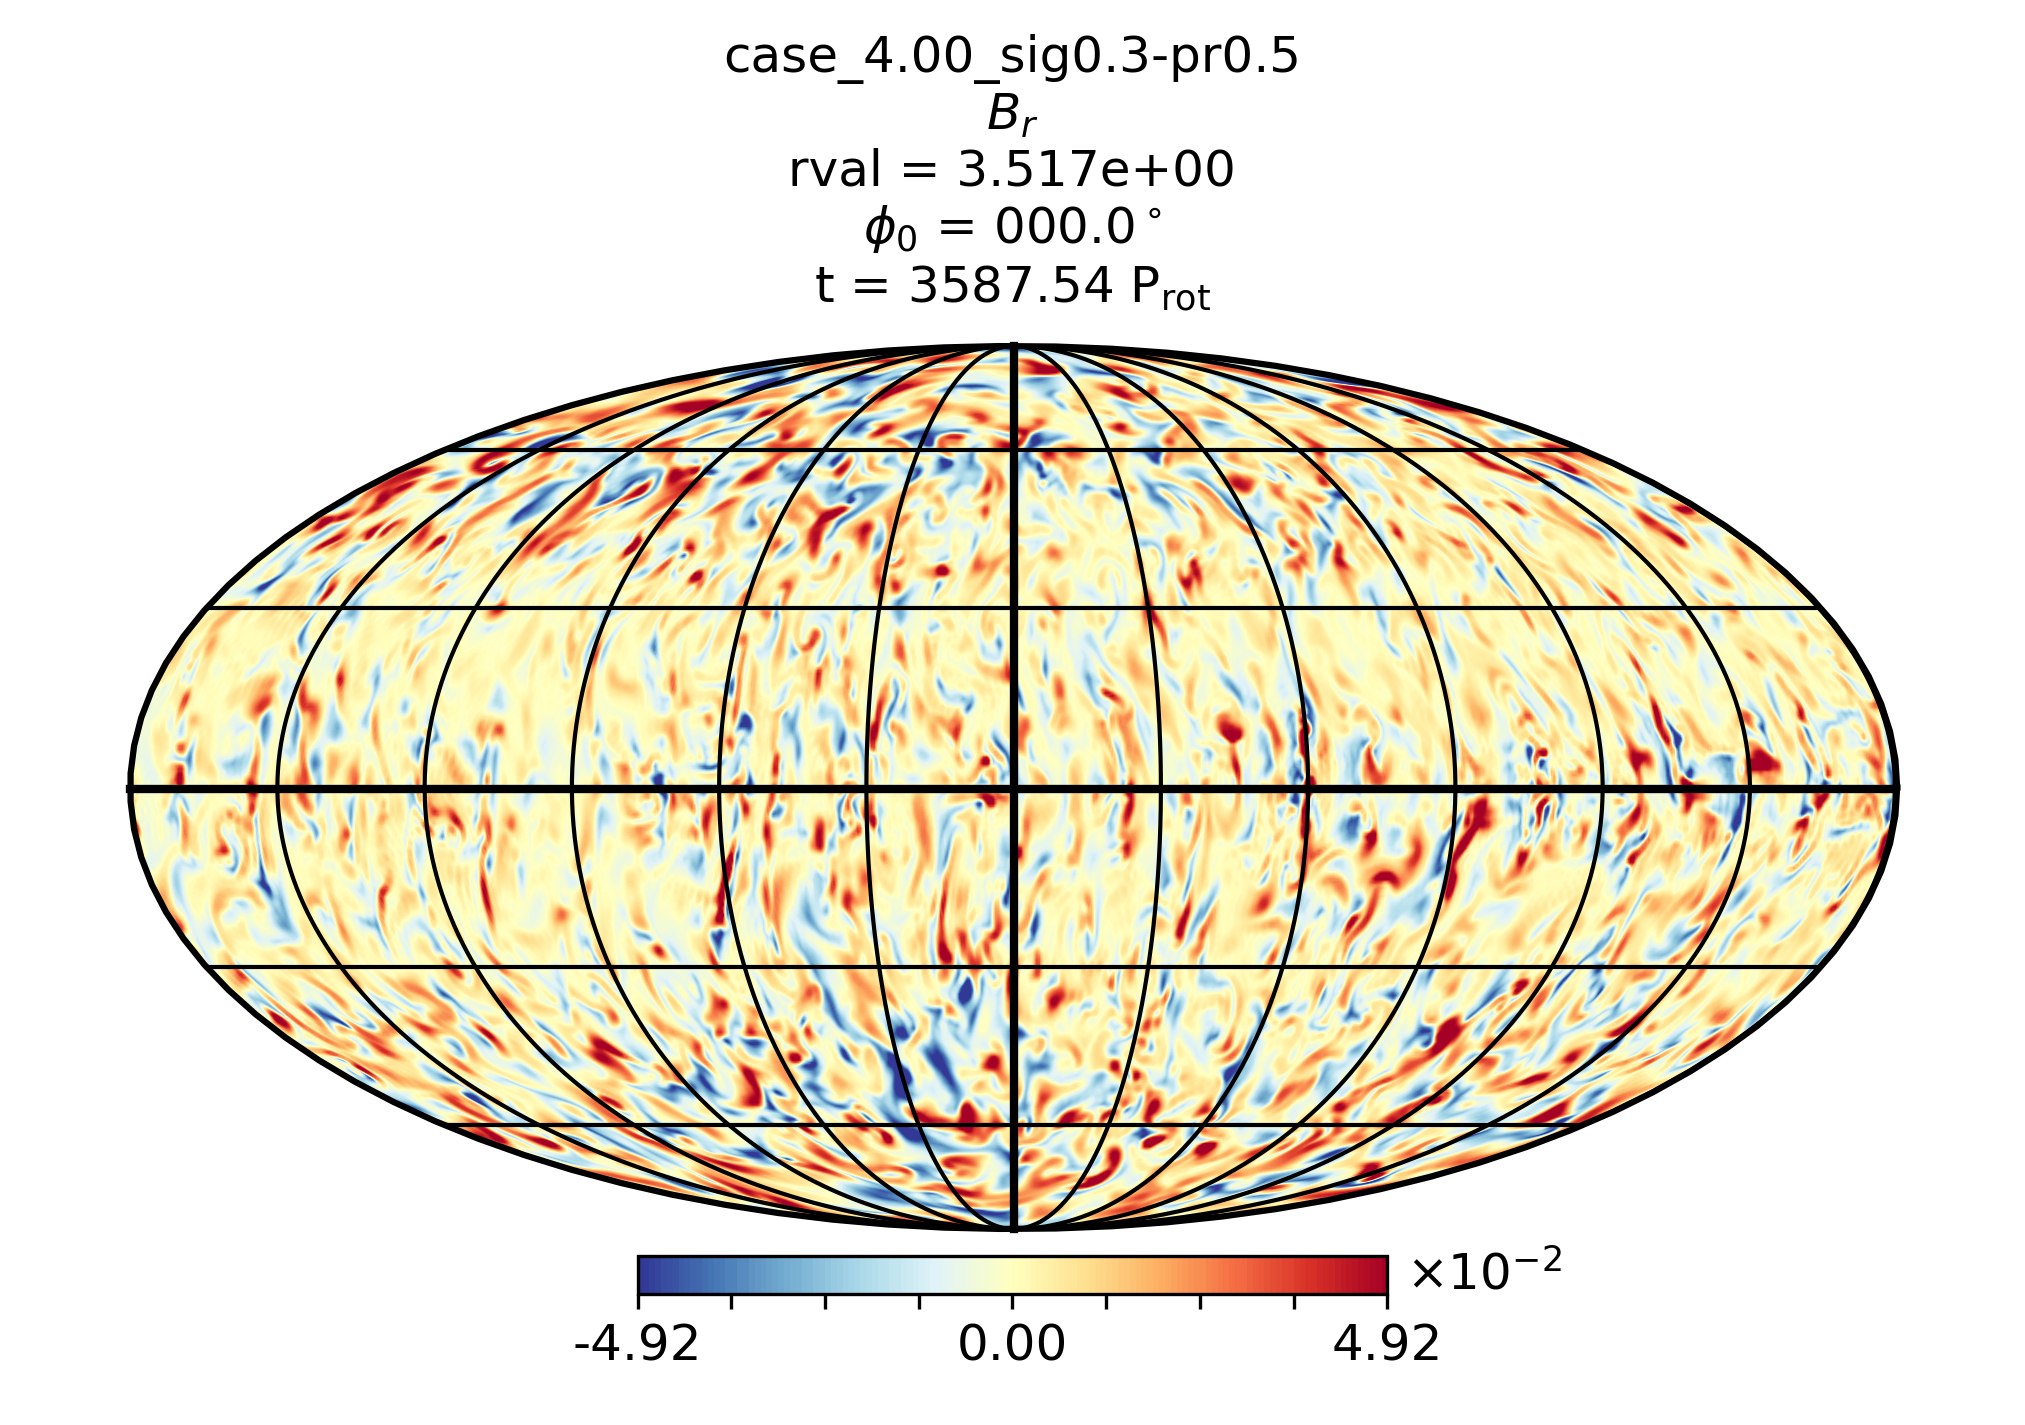 case_4.00_sig0.3-pr0.5
B_r
rval = 3.517e+00
ϕ_0 = 000.0°
t = 3587.54 P_rot
×10^−2
-4.92 0.00 4.92